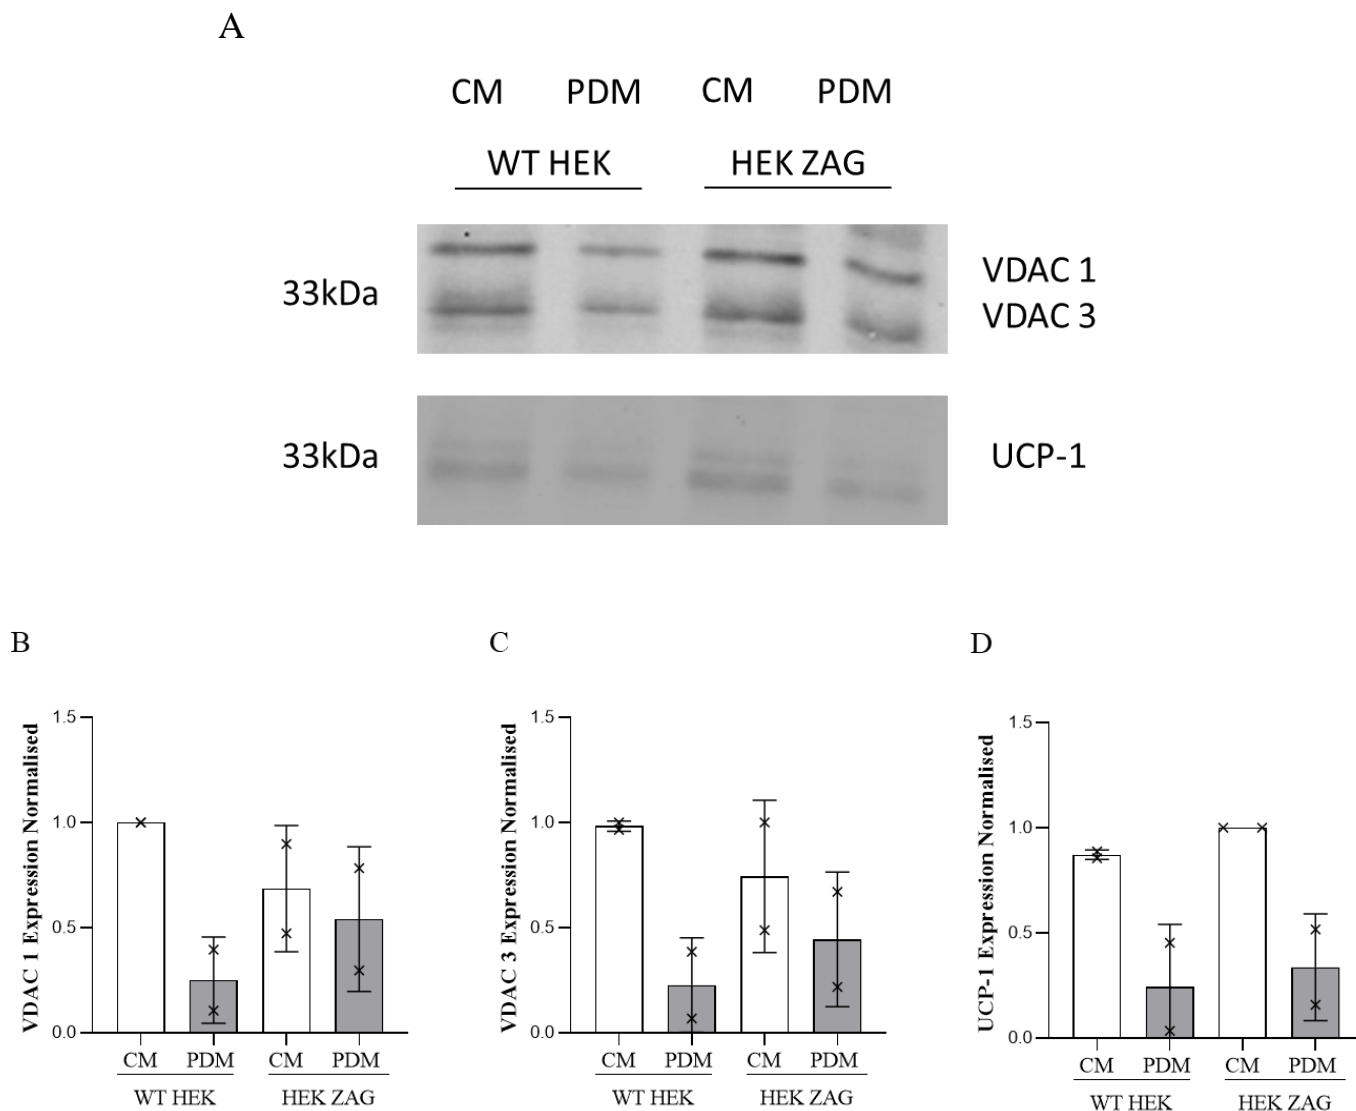 A
CM PDM CM PDM
WT HEK HEK ZAG
33kDa
VDAC 1
VDAC 3
33kDa
UCP-1
B
VDAC 1 Expression Normalised
1.5
1.0
0.5
0.0
CM PDM CM PDM
WT HEK HEK ZAG
C
VDAC 3 Expression Normalised
1.5
1.0
0.5
0.0
CM PDM CM PDM
WT HEK HEK ZAG
D
UCP-1 Expression Normalised
1.5
1.0
0.5
0.0
CM PDM CM PDM
WT HEK HEK ZAG